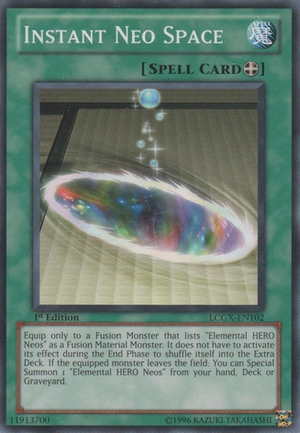 INSTANT NEO SPACE
魔
[SPELL CARD]
1st Edition
LCGX-EN102
Equip only to a Fusion Monster that lists "Elemental HERO
Neos" as a Fusion Material Monster. It does not have to activate
its effect during the End Phase to shuffle itself into the Extra
Deck. If the equipped monster leaves the field: You can Special
Summon 1 "Elemental HERO Neos" from your hand, Deck or
Graveyard.
11913700
©1996 KAZUKI TAKAHASHI